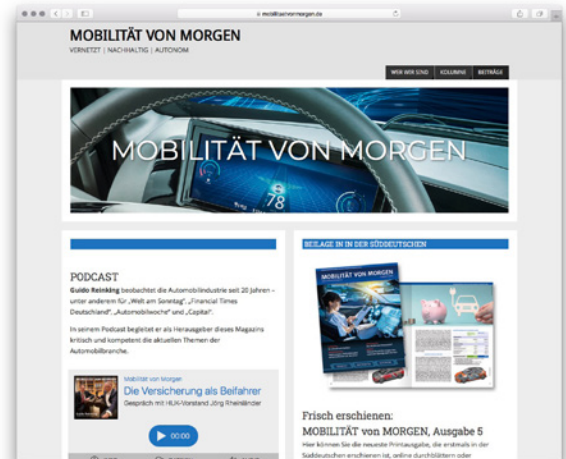 mobilitaetvonmorgen.de
MOBILITÄT VON MORGEN
VERNETZT | NACHHALTIG | AUTONOM
WER WIR SIND KOLUMNE BEITRÄGE
MOBILITÄT VON MORGEN
78
PODCAST
Guido Reinking beobachtet die Automobilindustrie seit 20 Jahren –
unter anderem für „Welt am Sonntag“, „Financial Times
Deutschland“, „Automobilwoche“ und „Capital“.
In seinem Podcast begleitet er als Herausgeber dieses Magazins
kritisch und kompetent die aktuellen Themen der
Automobilbranche.
Mobilität von Morgen
Die Versicherung als Beifahrer
Gespräch mit HUK-Vorstand Jörg Rheinländer
00:00
BEILAGE IN IN DER SÜDDEUTSCHEN
MOBILITÄT VON MORGEN
Frisch erschienen:
MOBILITÄT von MORGEN, Ausgabe 5
Hier können Sie die neueste Printausgabe, die erstmals in der
Süddeutschen erschienen ist, online durchblättern oder